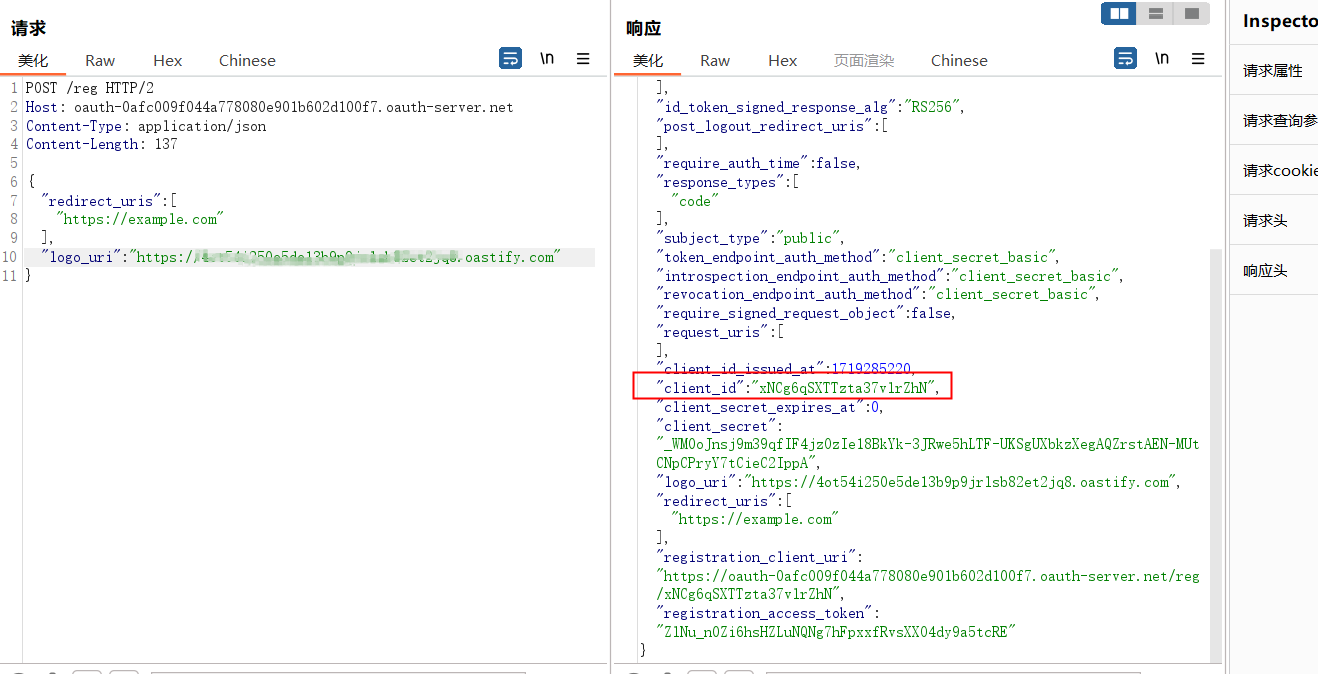 请求
美化 Raw Hex Chinese \n
1 POST /reg HTTP/2
2 Host: oauth-0afc009f044a778080e901b602d100f7.oauth-server.net
3 Content-Type: application/json
4 Content-Length: 137
5
6 {
7 "redirect_uris":[
8 "https://example.com"
9 ],
10 "logo_uri":"https:/ .oastify.com"
11 }
响应
美化 Raw Hex 页面渲染 Chinese \n
],
"id_token_signed_response_alg":"RS256",
"post_logout_redirect_uris":[
],
"require_auth_time":false,
"response_types":[
"code"
],
"subject_type":"public",
"token_endpoint_auth_method":"client_secret_basic",
"introspection_endpoint_auth_method":"client_secret_basic",
"revocation_endpoint_auth_method":"client_secret_basic",
"require_signed_request_object":false,
"request_uris":[
],
"client_id_issued_at":1719285220,
"client_id":"xNCg6qSXTTzta37vlrZhN",
"client_secret_expires_at":0,
"client_secret":
"_WMOoJnsj9m39qfIF4jz0zIe18BkYk-3JRwe5hLTF-UKSgUXbkzXegAQZrstAEN-MUt
CNpCPryY7tCieC2IppA",
"logo_uri":"https://4ot54i250e5de13b9p9jrlsb82et2jq8.oastify.com",
"redirect_uris":[
"https://example.com"
],
"registration_client_uri":
"https://oauth-0afc009f044a778080e901b602d100f7.oauth-server.net/reg
/xNCg6qSXTTzta37vlrZhN",
"registration_access_token":
"Z1Nu_n0Zi6hsHZLuNQNg7hFpxxfRvsXX04dy9a5tcRE"
}
Inspecto
请求属性
请求查询参
请求cookie
请求头
响应头